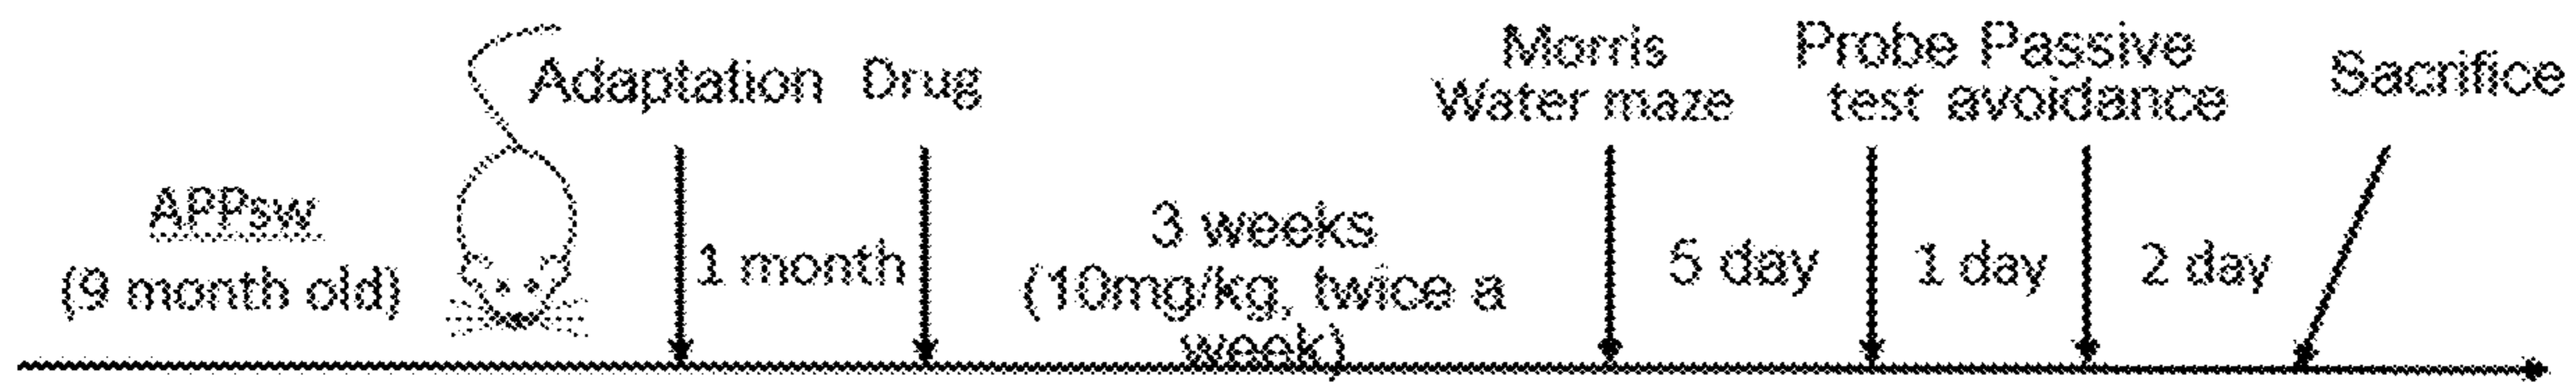 APPsw
(9 month old)
Adaptation
1 month
Drug
3 weeks
(10mg/kg, twice a
week)
Morris
Water maze
5 day
Probe
test
1 day
Passive
avoidance
2 day
Sacrifice